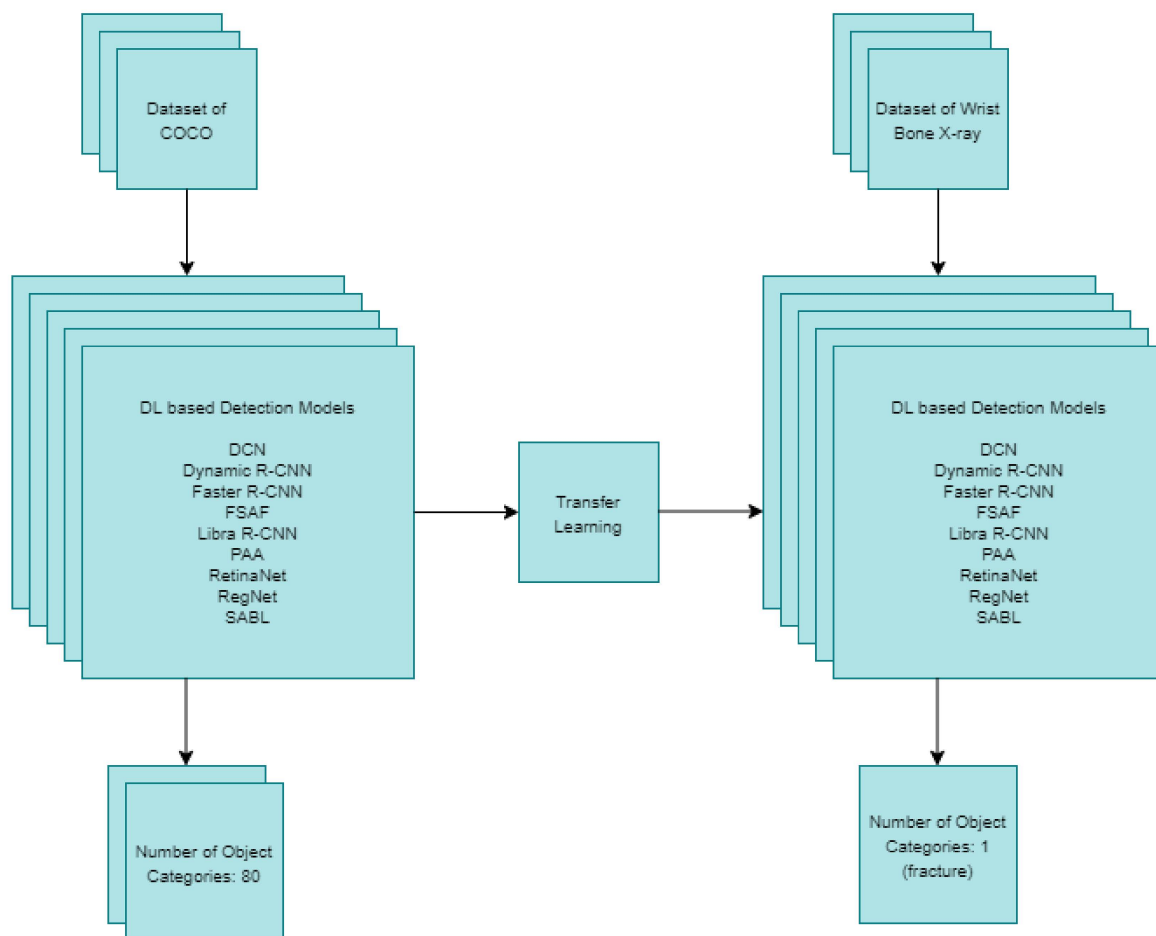 Dataset of
COCO
Dataset of Wrist
Bone X-ray
DL based Detection Models
DCN
Dynamic R-CNN
Faster R-CNN
FSAF
Libra R-CNN
PAA
RetinaNet
RegNet
SABL
Transfer
Learning
DL based Detection Models
DCN
Dynamic R-CNN
Faster R-CNN
FSAF
Libra R-CNN
PAA
RetinaNet
RegNet
SABL
Number of Object
Categories: 80
Number of Object
Categories: 1
(fracture)